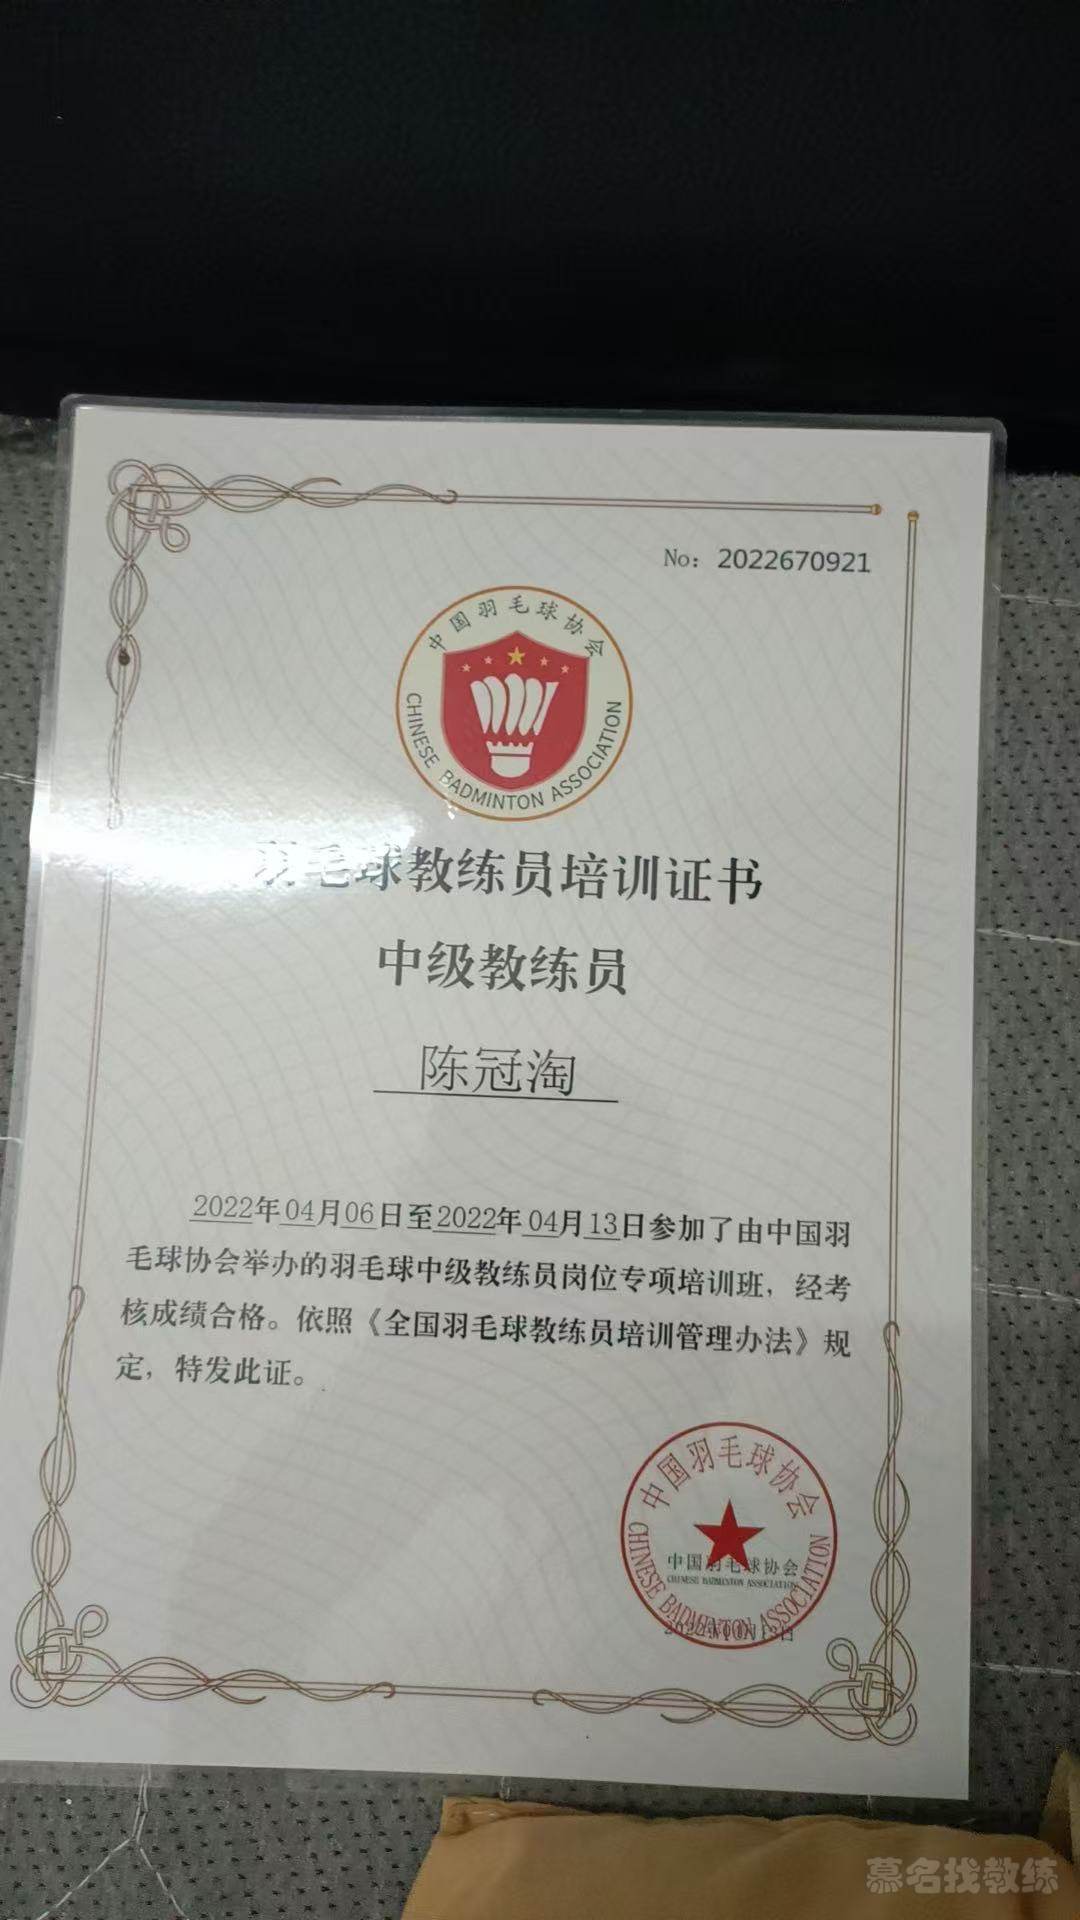 No: 2022670921
中国羽毛球协会
CHINESE BADMINTON ASSOCIATION
羽毛球教练员培训证书
中级教练员
陈冠淘
2022年04月06日至2022年04月13日参加了由中国羽
毛球协会举办的羽毛球中级教练员岗位专项培训班，经考
核成绩合格。依照《全国羽毛球教练员培训管理办法》规
定，特发此证。
中国羽毛球协会
中国羽毛球协会
CHINESE BADMINTON ASSOCIATION
CHINESE BADMINTON ASSOCIATION
慕名找教练